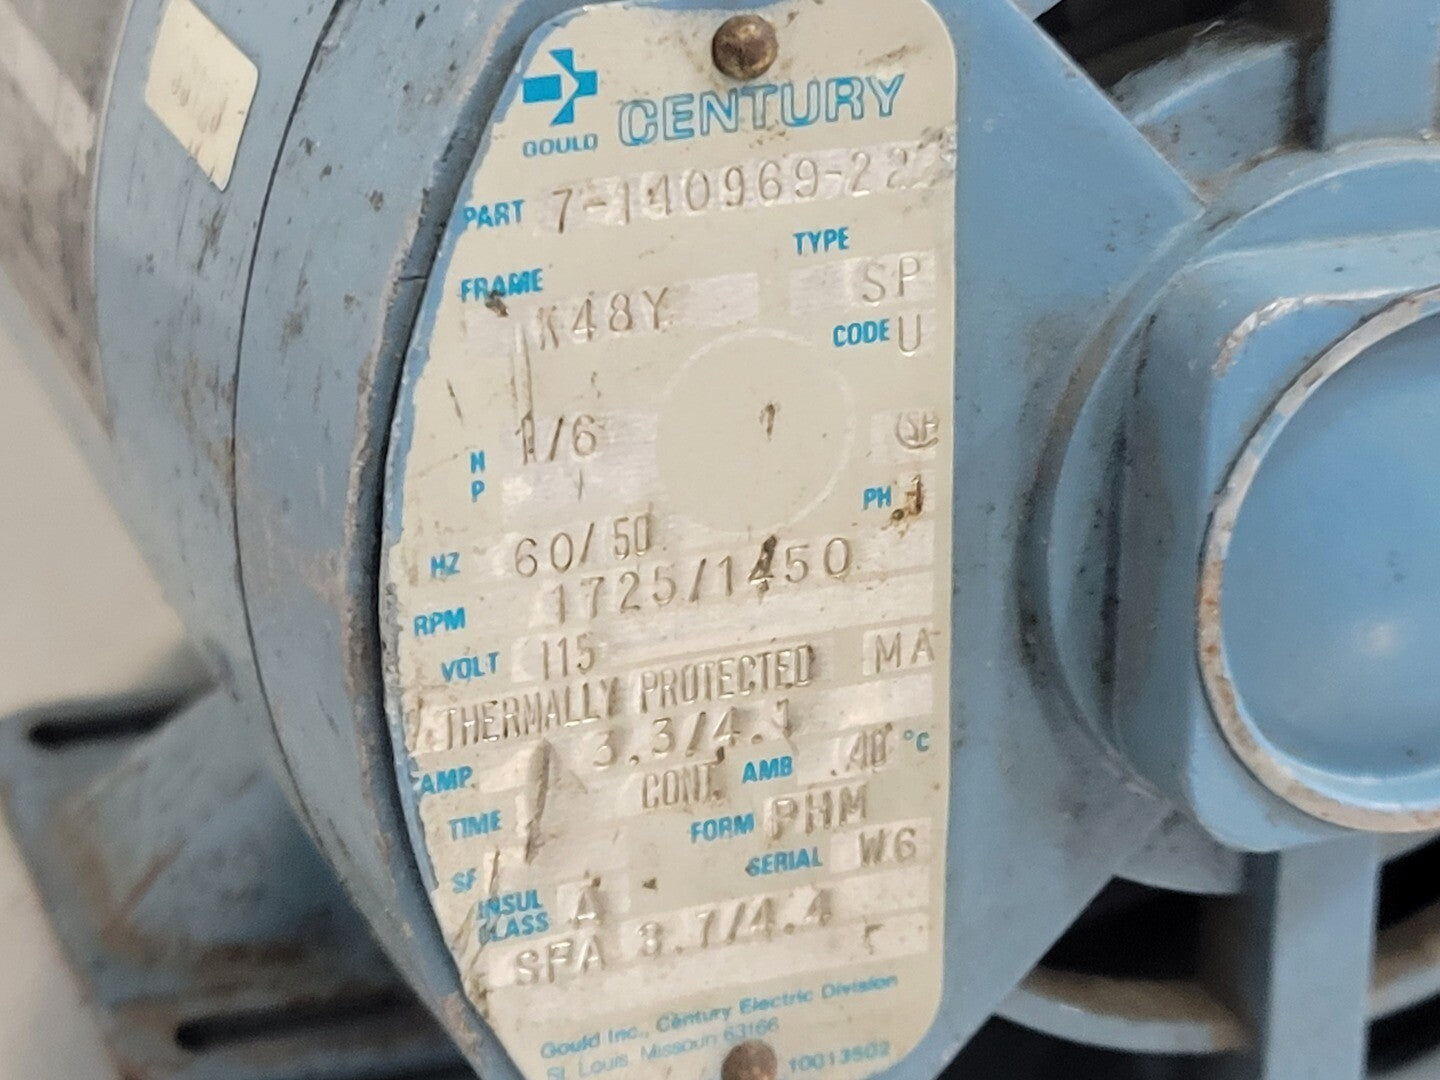 GOULD CENTURY
PART 7-140969-22
TYPE
FRAME SP
K48Y
CODE U
1/6
HP
PH 1
HZ 60/50
RPM 1725/1450
VOLT 115
THERMALLY PROTECTED MA
AMP. 3.3/4.1
CONT. AMB 40 °C
TIME
FORM PHM
SF
SERIAL W6
INSUL CLASS A
SFA 3.7/4.4
Gould Inc., Century Electric Division
St. Louis, Missouri 63166
10013502